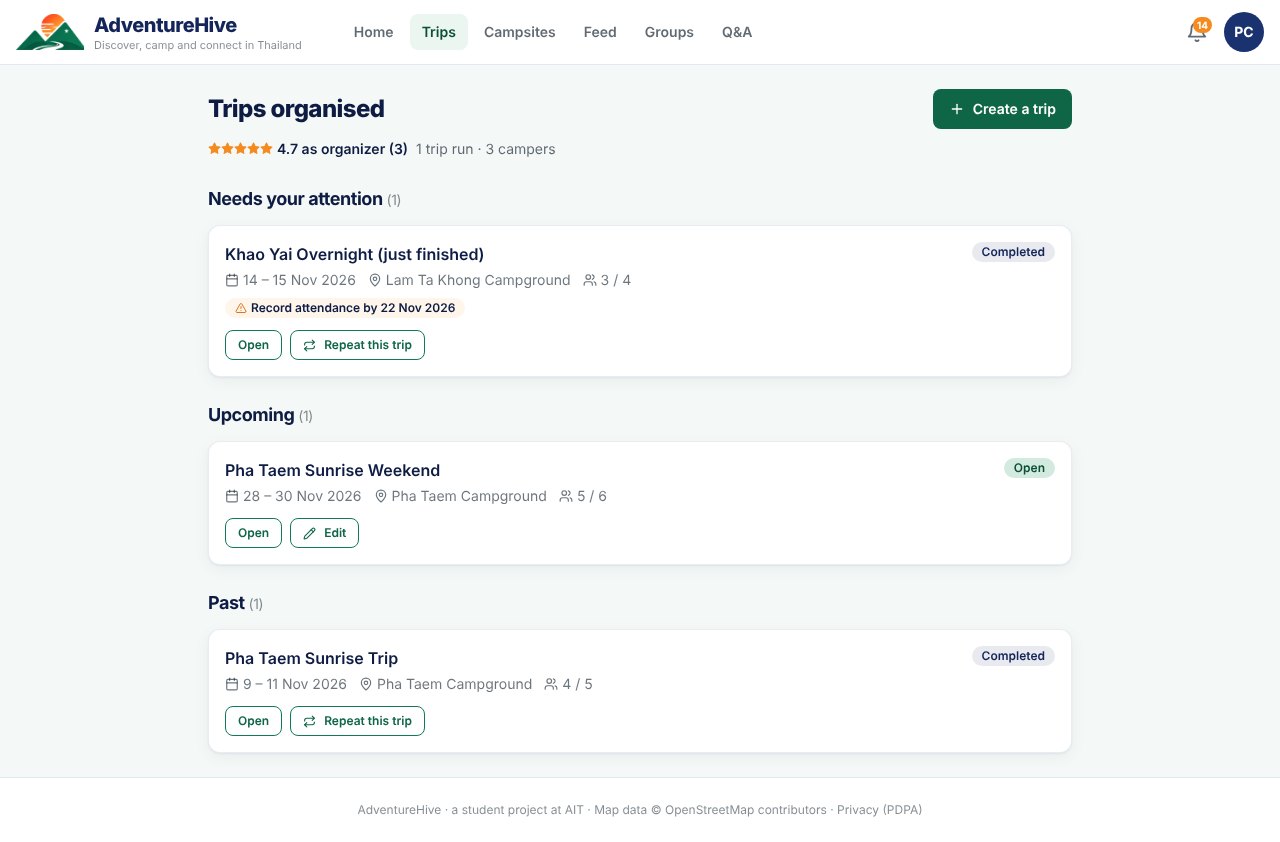 AdventureHive
Discover, camp and connect in Thailand
Home Trips Campsites Feed Groups Q&A
14
PC
Trips organised
+ Create a trip
4.7 as organizer (3) 1 trip run · 3 campers
Needs your attention (1)
Khao Yai Overnight (just finished)
Completed
14 – 15 Nov 2026 Lam Ta Khong Campground 3 / 4
Record attendance by 22 Nov 2026
Open Repeat this trip
Upcoming (1)
Pha Taem Sunrise Weekend
Open
28 – 30 Nov 2026 Pha Taem Campground 5 / 6
Open Edit
Past (1)
Pha Taem Sunrise Trip
Completed
9 – 11 Nov 2026 Pha Taem Campground 4 / 5
Open Repeat this trip
AdventureHive · a student project at AIT · Map data © OpenStreetMap contributors · Privacy (PDPA)